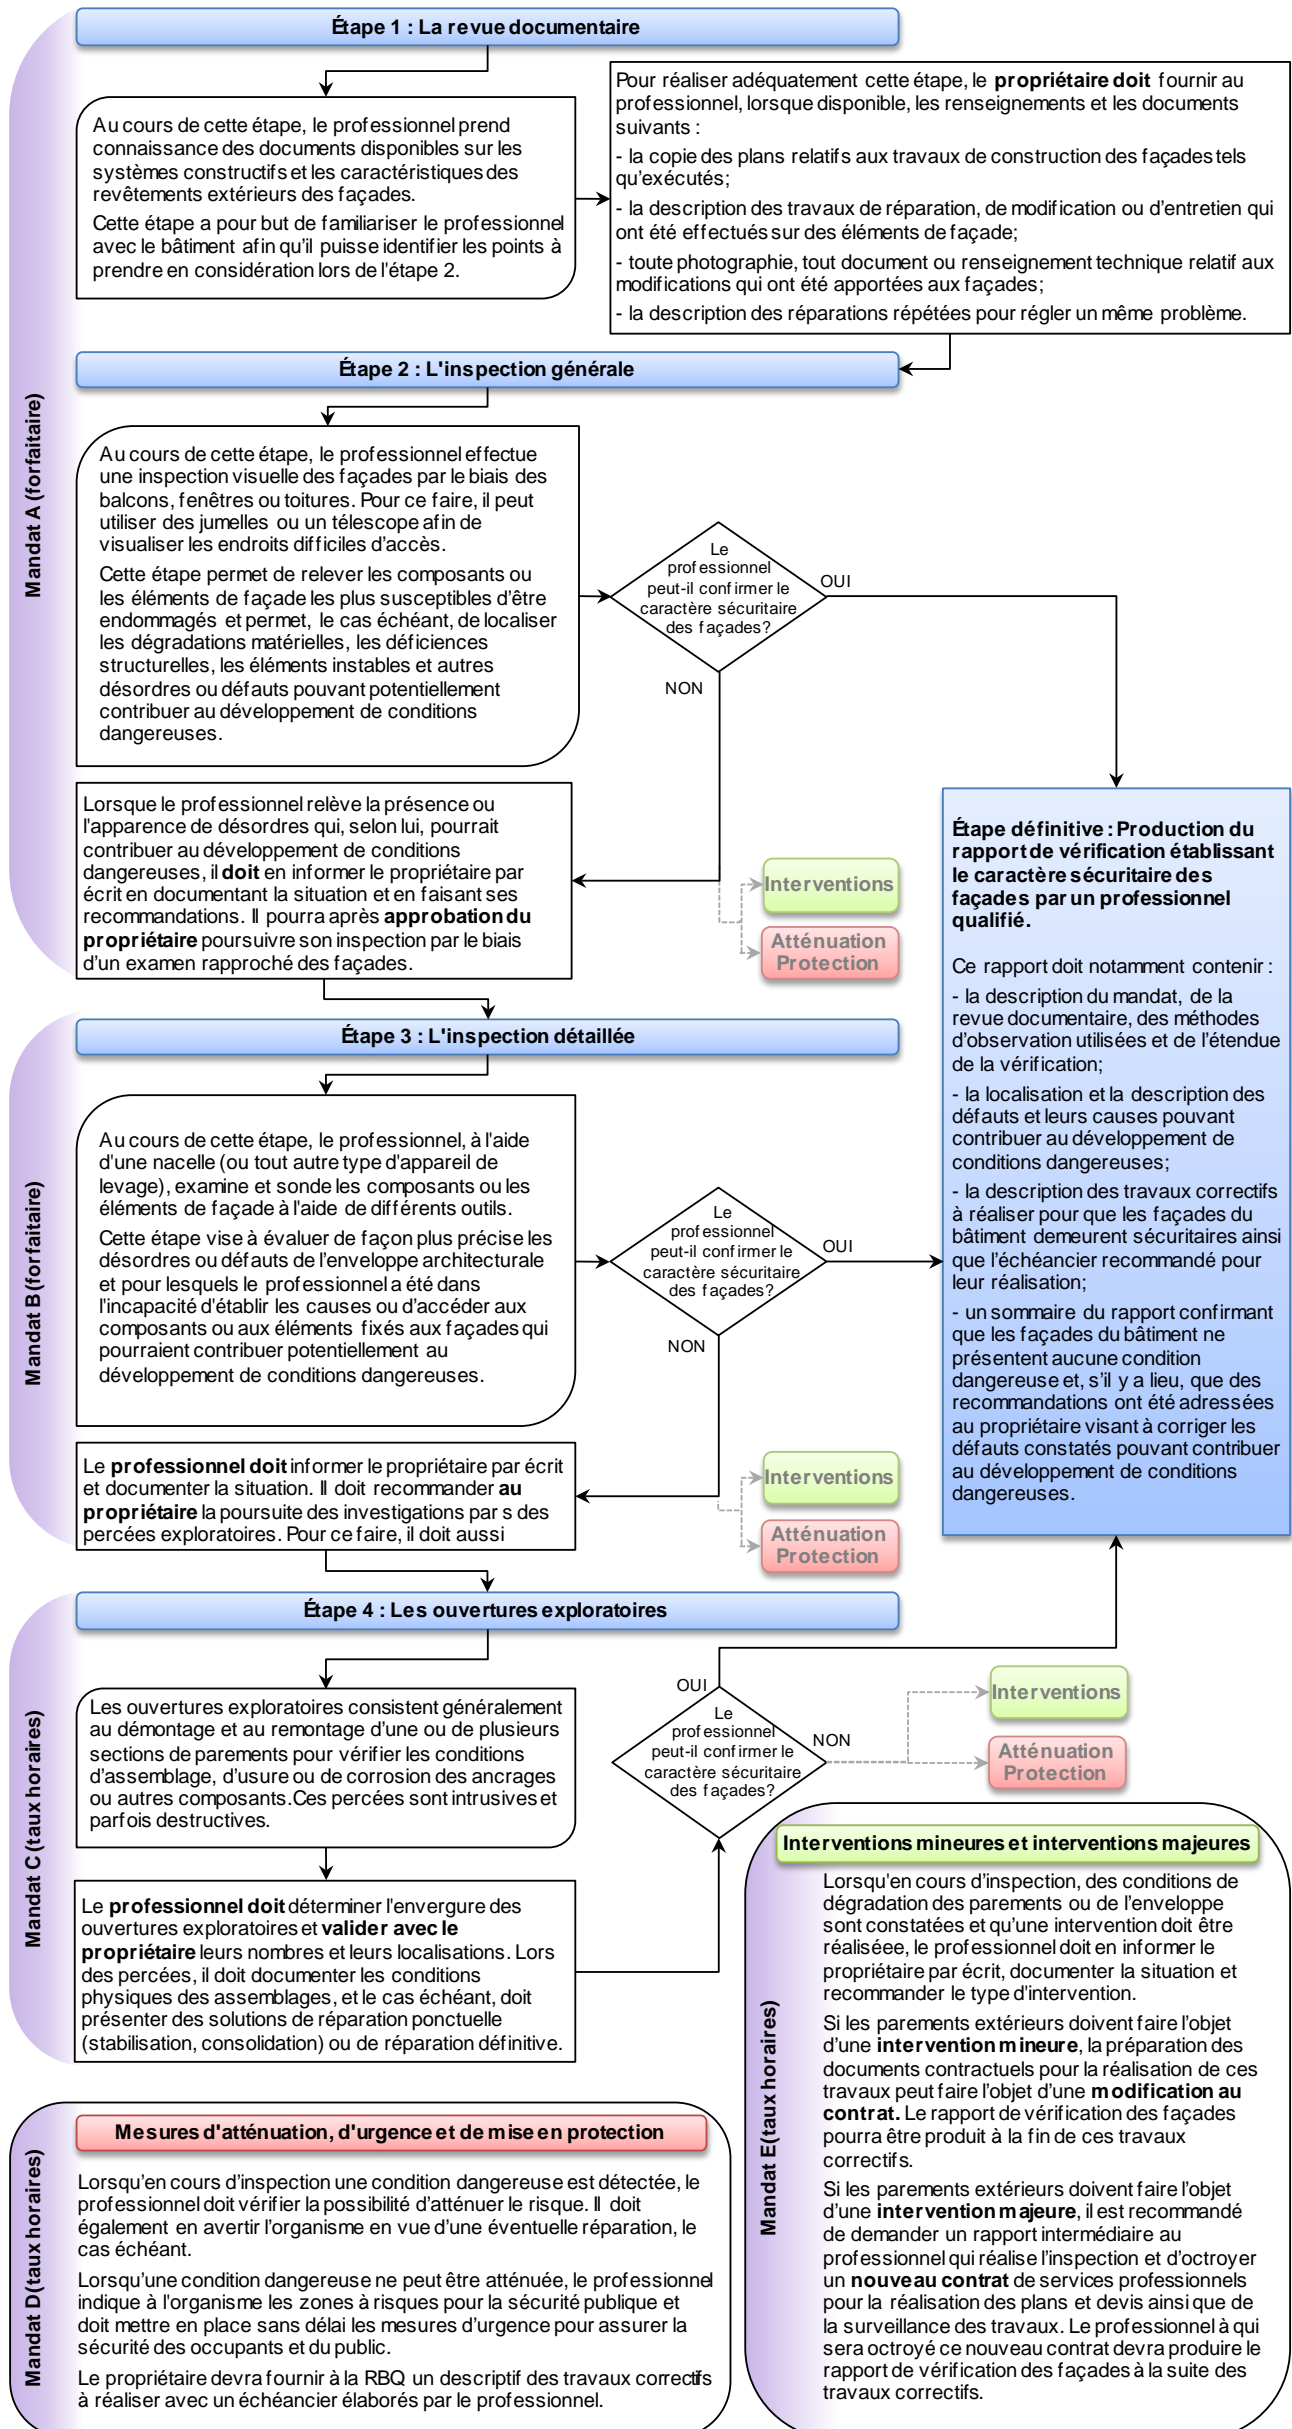 Étape 1 : La revue documentaire
Au cours de cette étape, le professionnel prend
connaissance des documents disponibles sur les
systèmes constructifs et les caractéristiques des
revêtements extérieurs des façades.
Cette étape a pour but de familiariser le professionnel
avec le bâtiment afin qu'il puisse identifier les points à
prendre en considération lors de l'étape 2.
Pour réaliser adéquatement cette étape, le propriétaire doit fournir au
professionnel, lorsque disponible, les renseignements et les documents
suivants :
- la copie des plans relatifs aux travaux de construction des façades tels
qu'exécutés;
- la description des travaux de réparation, de modification ou d'entretien qui
ont été effectués sur des éléments de façade;
- toute photographie, tout document ou renseignement technique relatif aux
modifications qui ont été apportées aux façades;
- la description des réparations répétées pour régler un même problème.
Mandat A (forfaitaire)
Étape 2 : L'inspection générale
Au cours de cette étape, le professionnel effectue
une inspection visuelle des façades par le biais des
balcons, fenêtres ou toitures. Pour ce faire, il peut
utiliser des jumelles ou un télescope afin de
visualiser les endroits difficiles d'accès.
Cette étape permet de relever les composants ou
les éléments de façade les plus susceptibles d'être
endommagés et permet, le cas échéant, de localiser
les dégradations matérielles, les déficiences
structurelles, les éléments instables et autres
désordres ou défauts pouvant potentiellement
contribuer au développement de conditions
dangereuses.
Le
professionnel
peut-il confirmer le
caractère sécuritaire
des façades?
OUI
NON
Lorsque le professionnel relève la présence ou
l'apparence de désordres qui, selon lui, pourrait
contribuer au développement de conditions
dangereuses, il doit en informer le propriétaire par
écrit en documentant la situation et en faisant ses
recommandations. Il pourra après approbation du
propriétaire poursuivre son inspection par le biais
d'un examen rapproché des façades.
Interventions
Atténuation
Protection
Étape définitive : Production du
rapport de vérification établissant
le caractère sécuritaire des
façades par un professionnel
qualifié.
Ce rapport doit notamment contenir :
- la description du mandat, de la
revue documentaire, des méthodes
d'observation utilisées et de l'étendue
de la vérification;
- la localisation et la description des
défauts et leurs causes pouvant
contribuer au développement de
conditions dangereuses;
- la description des travaux correctifs
à réaliser pour que les façades du
bâtiment demeurent sécuritaires ainsi
que l'échéancier recommandé pour
leur réalisation;
- un sommaire du rapport confirmant
que les façades du bâtiment ne
présentent aucune condition
dangereuse et, s'il y a lieu, que des
recommandations ont été adressées
au propriétaire visant à corriger les
défauts constatés pouvant contribuer
au développement de conditions
dangereuses.
Mandat B (forfaitaire)
Étape 3 : L'inspection détaillée
Au cours de cette étape, le professionnel, à l'aide
d'une nacelle (ou tout autre type d'appareil de
levage), examine et sonde les composants ou les
éléments de façade à l'aide de différents outils.
Cette étape vise à évaluer de façon plus précise les
désordres ou défauts de l'enveloppe architecturale
et pour lesquels le professionnel a été dans
l'incapacité d'établir les causes ou d'accéder aux
composants ou aux éléments fixés aux façades qui
pourraient contribuer potentiellement au
développement de conditions dangereuses.
Le
professionnel
peut-il confirmer le
caractère sécuritaire
des façades?
OUI
NON
Le professionnel doit informer le propriétaire par écrit
et documenter la situation. Il doit recommander au
propriétaire la poursuite des investigations par s des
percées exploratoires. Pour ce faire, il doit aussi
Interventions
Atténuation
Protection
Mandat C (taux horaires)
Étape 4 : Les ouvertures exploratoires
Les ouvertures exploratoires consistent généralement
au démontage et au remontage d'une ou de plusieurs
sections de parements pour vérifier les conditions
d'assemblage, d'usure ou de corrosion des ancrages
ou autres composants.Ces percées sont intrusives et
parfois destructives.
Le professionnel doit déterminer l'envergure des
ouvertures exploratoires et valider avec le
propriétaire leurs nombres et leurs localisations. Lors
des percées, il doit documenter les conditions
physiques des assemblages, et le cas échéant, doit
présenter des solutions de réparation ponctuelle
(stabilisation, consolidation) ou de réparation définitive.
OUI
Le
professionnel
peut-il confirmer le
caractère sécuritaire
des façades?
NON
Interventions
Atténuation
Protection
Mandat E (taux horaires)
Interventions mineures et interventions majeures
Lorsqu'en cours d'inspection, des conditions de
dégradation des parements ou de l'enveloppe
sont constatées et qu'une intervention doit être
réaliséee, le professionnel doit en informer le
propriétaire par écrit, documenter la situation et
recommander le type d'intervention.
Si les parements extérieurs doivent faire l'objet
d'une intervention mineure, la préparation des
documents contractuels pour la réalisation de ces
travaux peut faire l'objet d'une modification au
contrat. Le rapport de vérification des façades
pourra être produit à la fin de ces travaux
correctifs.
Si les parements extérieurs doivent faire l'objet
d'une intervention majeure, il est recommandé
de demander un rapport intermédiaire au
professionnel qui réalise l'inspection et d'octroyer
un nouveau contrat de services professionnels
pour la réalisation des plans et devis ainsi que de
la surveillance des travaux. Le professionnel à qui
sera octroyé ce nouveau contrat devra produire le
rapport de vérification des façades à la suite des
travaux correctifs.
Mandat D (taux horaires)
Mesures d'atténuation, d'urgence et de mise en protection
Lorsqu'en cours d'inspection une condition dangereuse est détectée, le
professionnel doit vérifier la possibilité d'atténuer le risque. Il doit
également en avertir l'organisme en vue d'une éventuelle réparation, le
cas échéant.
Lorsqu'une condition dangereuse ne peut être atténuée, le professionnel
indique à l'organisme les zones à risques pour la sécurité publique et
doit mettre en place sans délai les mesures d'urgence pour assurer la
sécurité des occupants et du public.
Le propriétaire devra fournir à la RBQ un descriptif des travaux correctifs
à réaliser avec un échéancier élaborés par le professionnel.